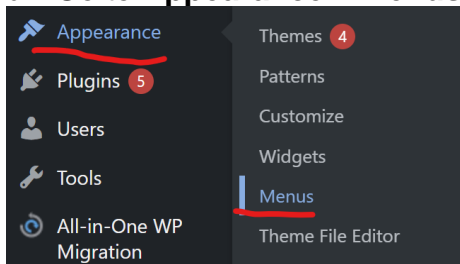 Appearance
Plugins 5
Users
Tools
All-in-One WP
Migration
Themes 4
Patterns
Customize
Widgets
Menus
Theme File Editor